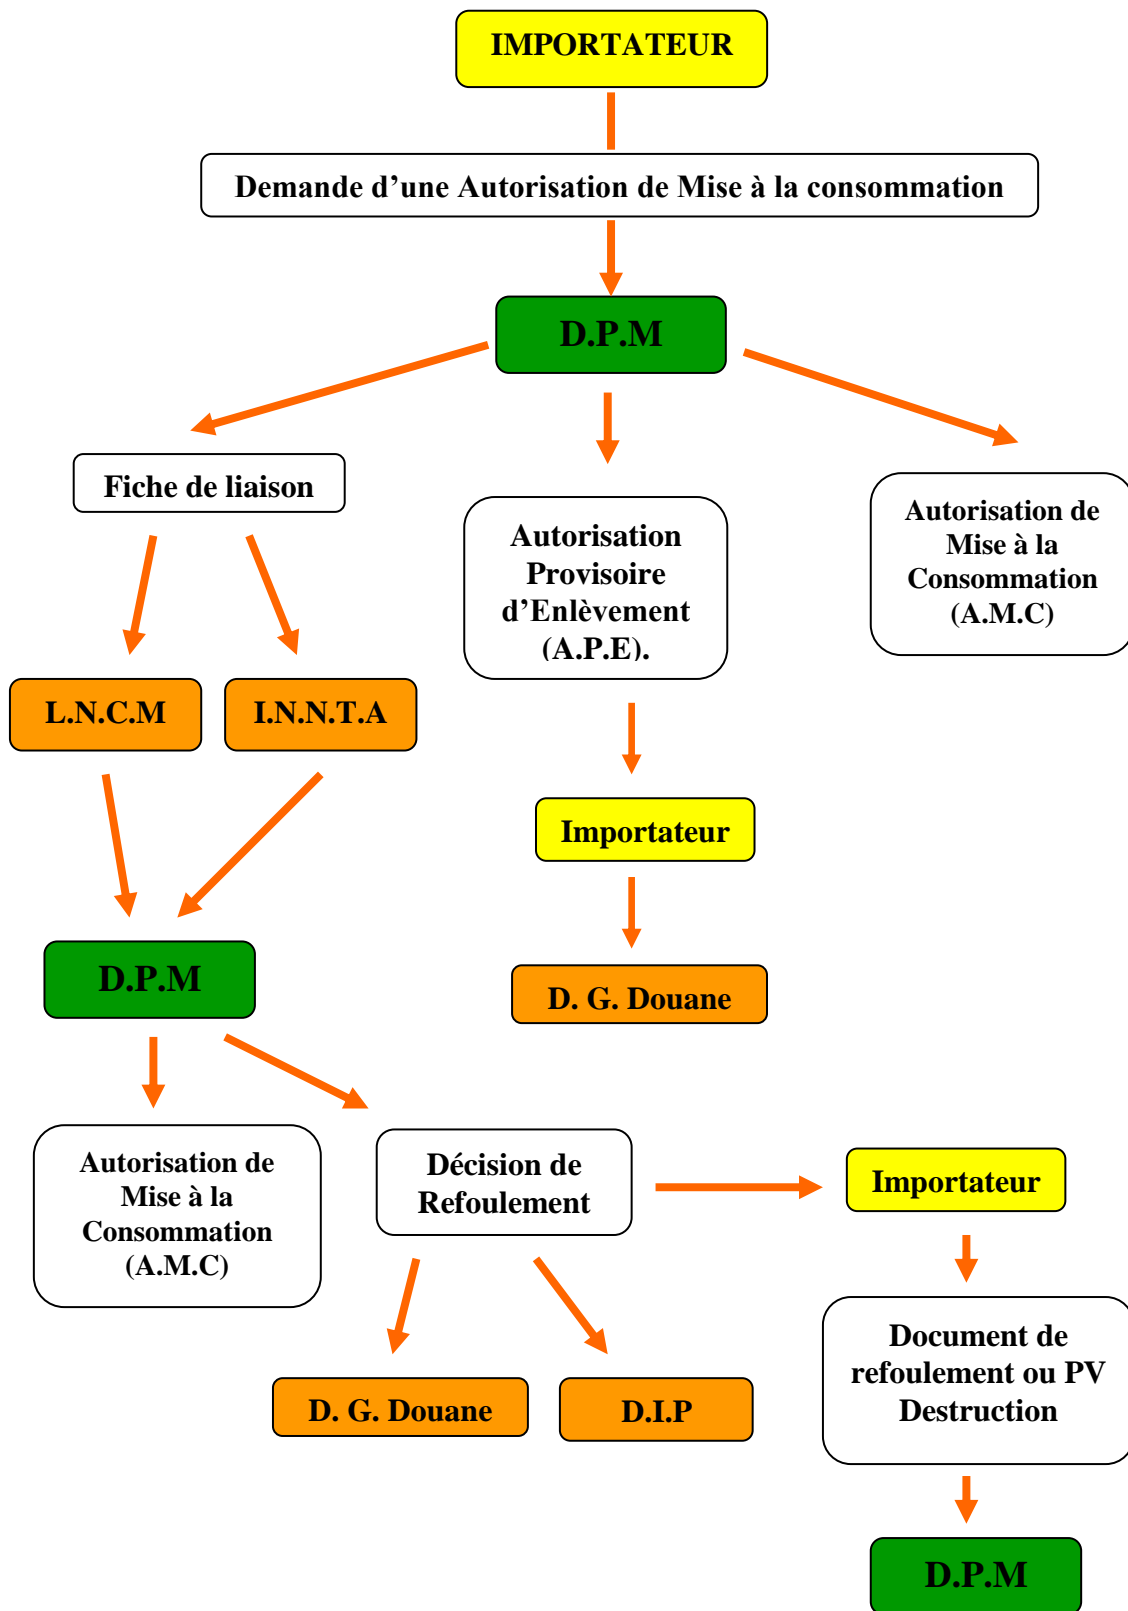 IMPORTATEUR
Demande d’une Autorisation de Mise à la consommation
D.P.M
Fiche de liaison
Autorisation
Provisoire
d’Enlèvement
(A.P.E).
Autorisation de
Mise à la
Consommation
(A.M.C)
L.N.C.M
I.N.N.T.A
Importateur
D.P.M
D. G. Douane
Autorisation de
Mise à la
Consommation
(A.M.C)
Décision de
Refoulement
Importateur
Document de
refoulement ou PV
Destruction
D. G. Douane
D.I.P
D.P.M